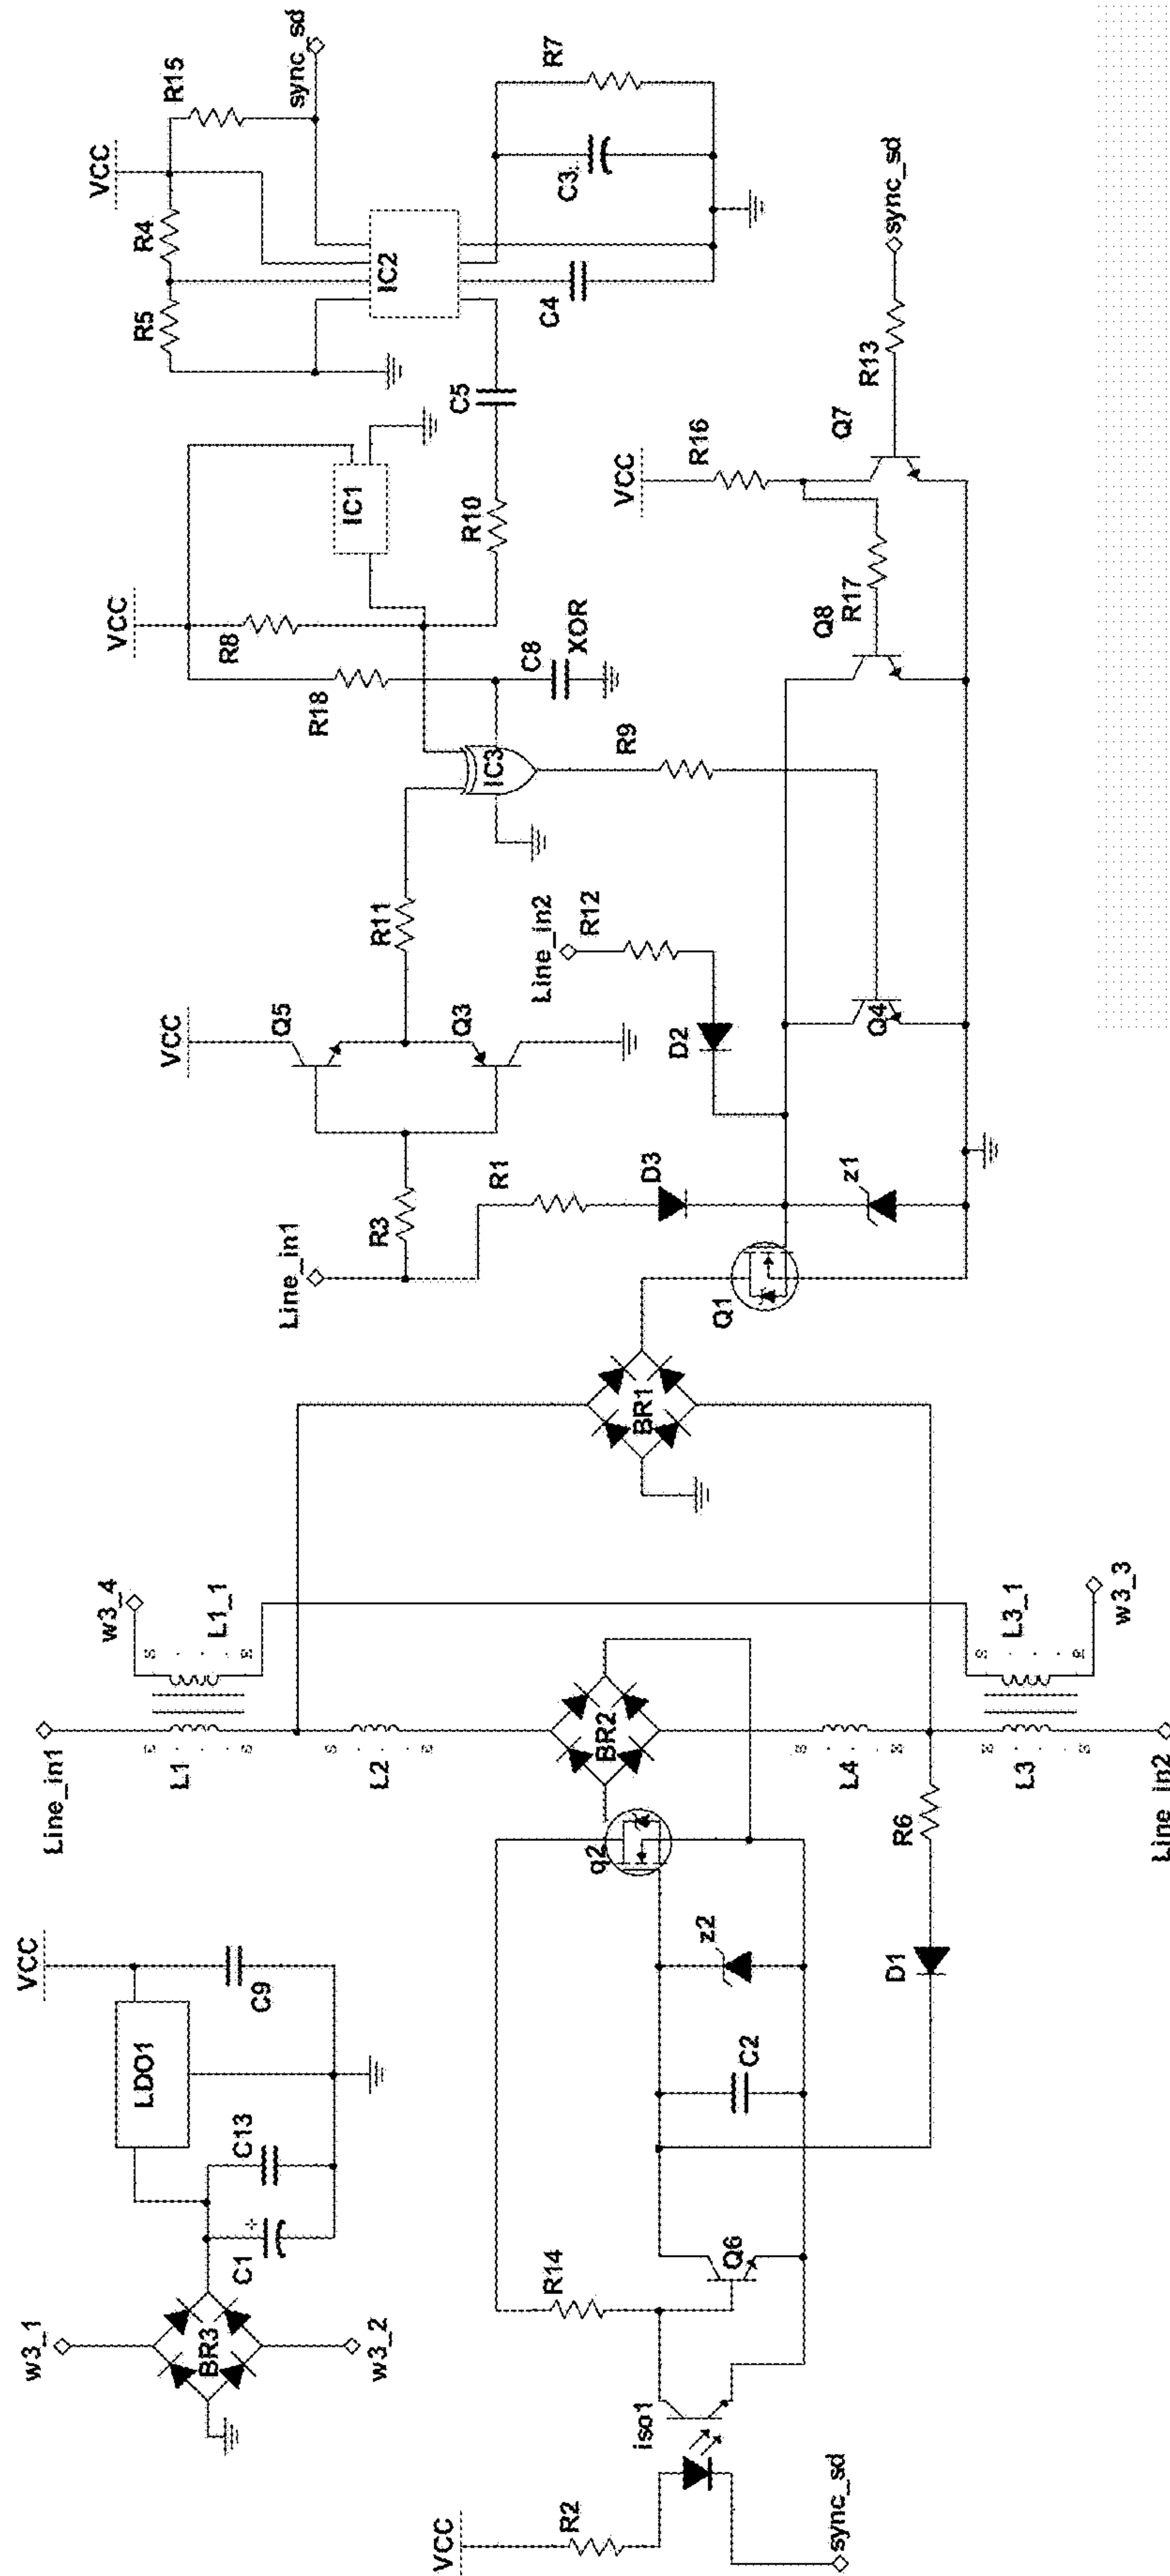 VCC
R15
sync_sd
R4
R5
IC2
R7
C3
C4
C5
VCC
IC1
R8
R10
R18
C8
XOR
IC3
R9
R11
VCC
R16
R17
Q8
Q7
R13
sync_sd
VCC
Q5
Q3
Line_in2
R12
D2
Q4
Line_in1
R3
R1
D3
z1
Q1
BR1
w3_4
L1_1
s
s
Line_in1
L1
L2
BR2
L4
L3
L3_1
w3_3
Line_in2
q2
R6
z2
D1
C2
VCC
C9
LDO1
C13
C1
+
w3_1
BR3
w3_2
R14
Q6
iso1
VCC
R2
sync_sd